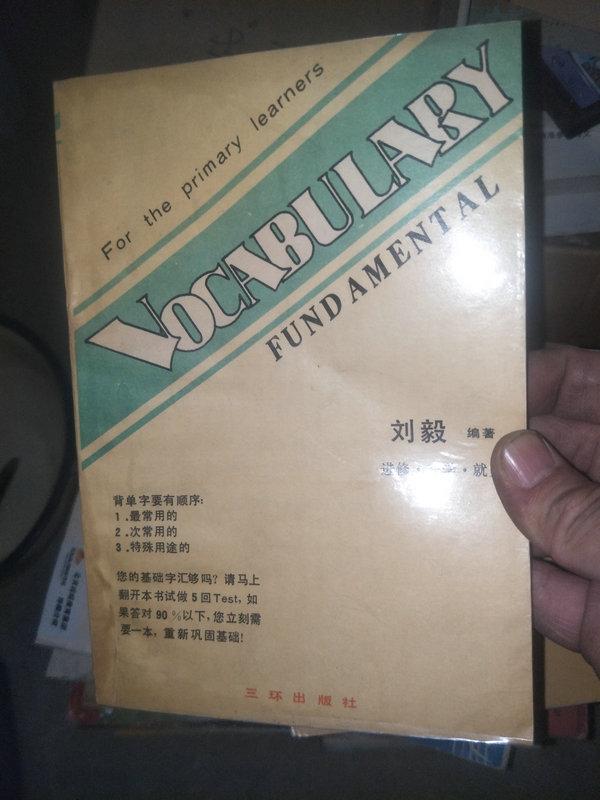 For the primary learners
VOCABULARY
FUNDAMENTAL
刘毅 编著
进修·
·就
背单字要有顺序:
1.最常用的
2.次常用的
3.特殊用途的
您的基础字汇够吗?请马上
翻开本书试做5回Test,如
果答对90%以下,您立刻需
要一本,重新巩固基础!
三环出版社